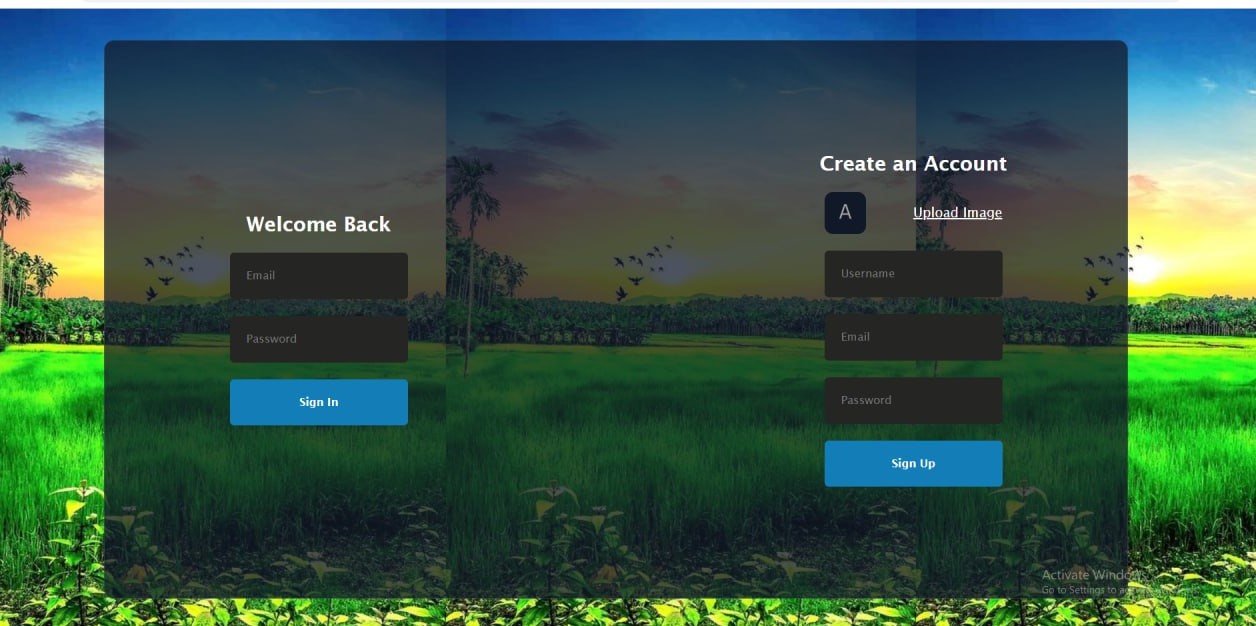 Welcome Back
Email
Password
Sign In
Create an Account
A
Upload Image
Username
Email
Password
Sign Up
Activate Windows
Go to Settings to